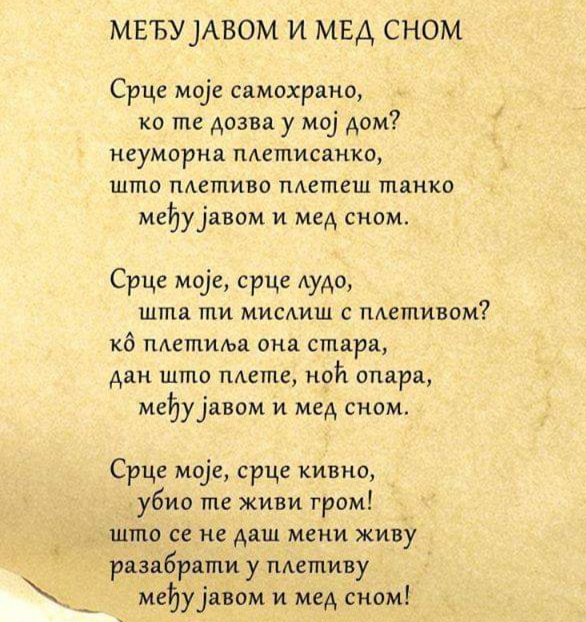 МЕЂУ ЈАВОМ И МЕД СНОМ
Срце моје самохрано,
ко те дозва у мој дом?
неуморна плетисанко,
што плетиво плетеш танко
међу јавом и мед сном.
Срце моје, срце лудо,
шта ти мислиш с плетивом?
кô плетиља она стара,
дан што плете, ноћ опара,
међу јавом и мед сном.
Срце моје, срце кивно,
убио те живи гром!
што се не даш мени живу
разабрати у плетиву
међу јавом и мед сном!